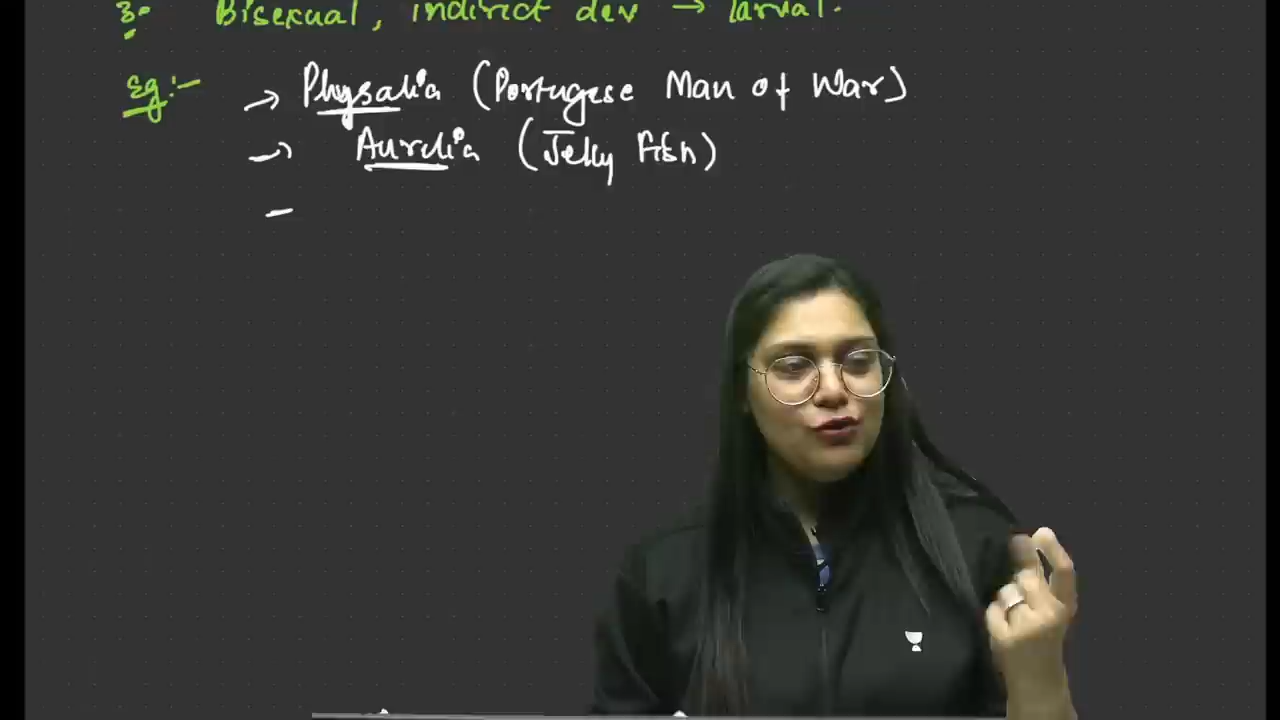 3. Bisexual, indirect dev → larval.
Eg:- → Physalia (Portugese Man of War)
→ Aurelia (Jelly Fish)
-